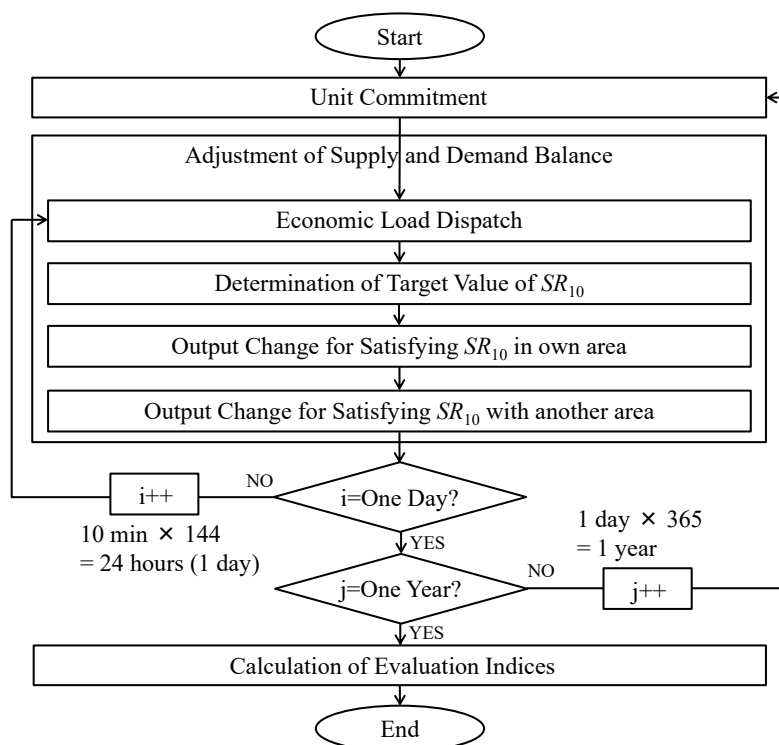 Start
Unit Commitment
Adjustment of Supply and Demand Balance
Economic Load Dispatch
Determination of Target Value of SR10
Output Change for Satisfying SR10 in own area
Output Change for Satisfying SR10 with another area
i=One Day?
NO
i++
10 min × 144
= 24 hours (1 day)
YES
j=One Year?
NO
j++
1 day × 365
= 1 year
YES
Calculation of Evaluation Indices
End